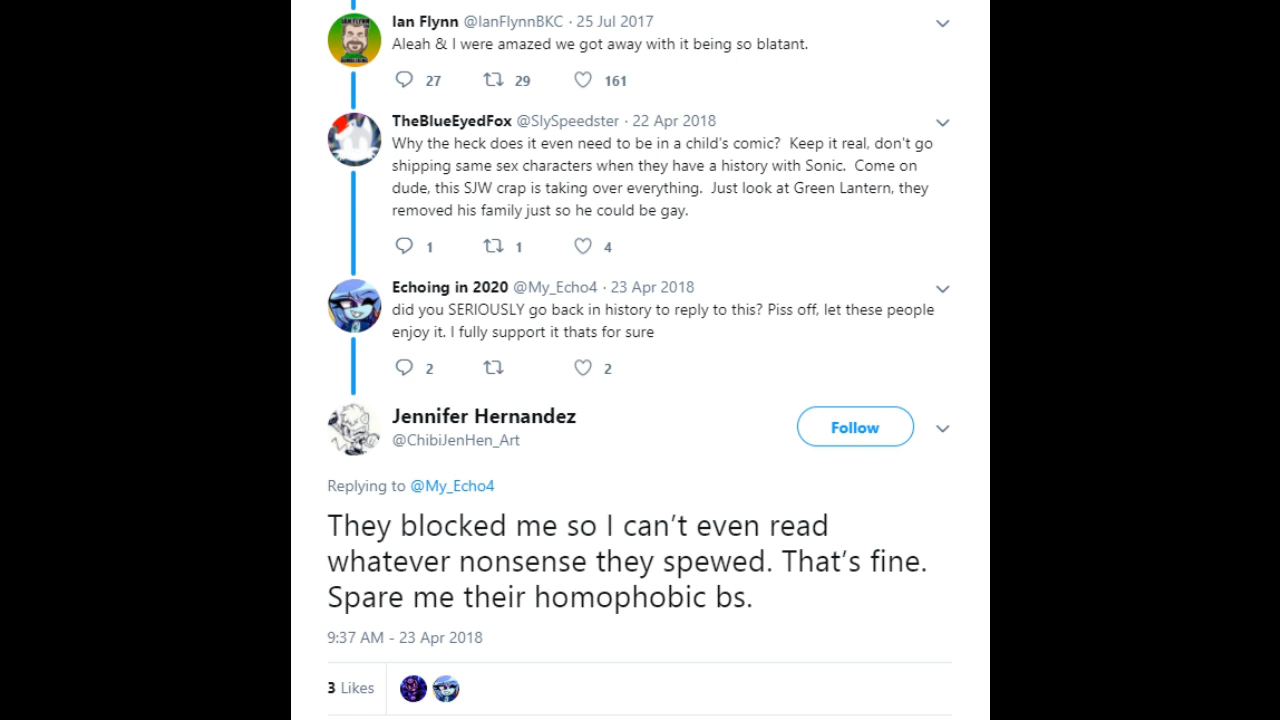 Ian Flynn @IanFlynnBKC · 25 Jul 2017
Aleah & I were amazed we got away with it being so blatant.
27 29 161
TheBlueEyedFox @SlySpeedster · 22 Apr 2018
Why the heck does it even need to be in a child's comic? Keep it real, don't go
shipping same sex characters when they have a history with Sonic. Come on
dude, this SJW crap is taking over everything. Just look at Green Lantern, they
removed his family just so he could be gay.
1 1 4
Echoing in 2020 @My_Echo4 · 23 Apr 2018
did you SERIOUSLY go back in history to reply to this? Piss off, let these people
enjoy it. I fully support it thats for sure
2 2
Jennifer Hernandez
@ChibiJenHen_Art
Follow
Replying to @My_Echo4
They blocked me so I can’t even read
whatever nonsense they spewed. That’s fine.
Spare me their homophobic bs.
9:37 AM - 23 Apr 2018
3 Likes